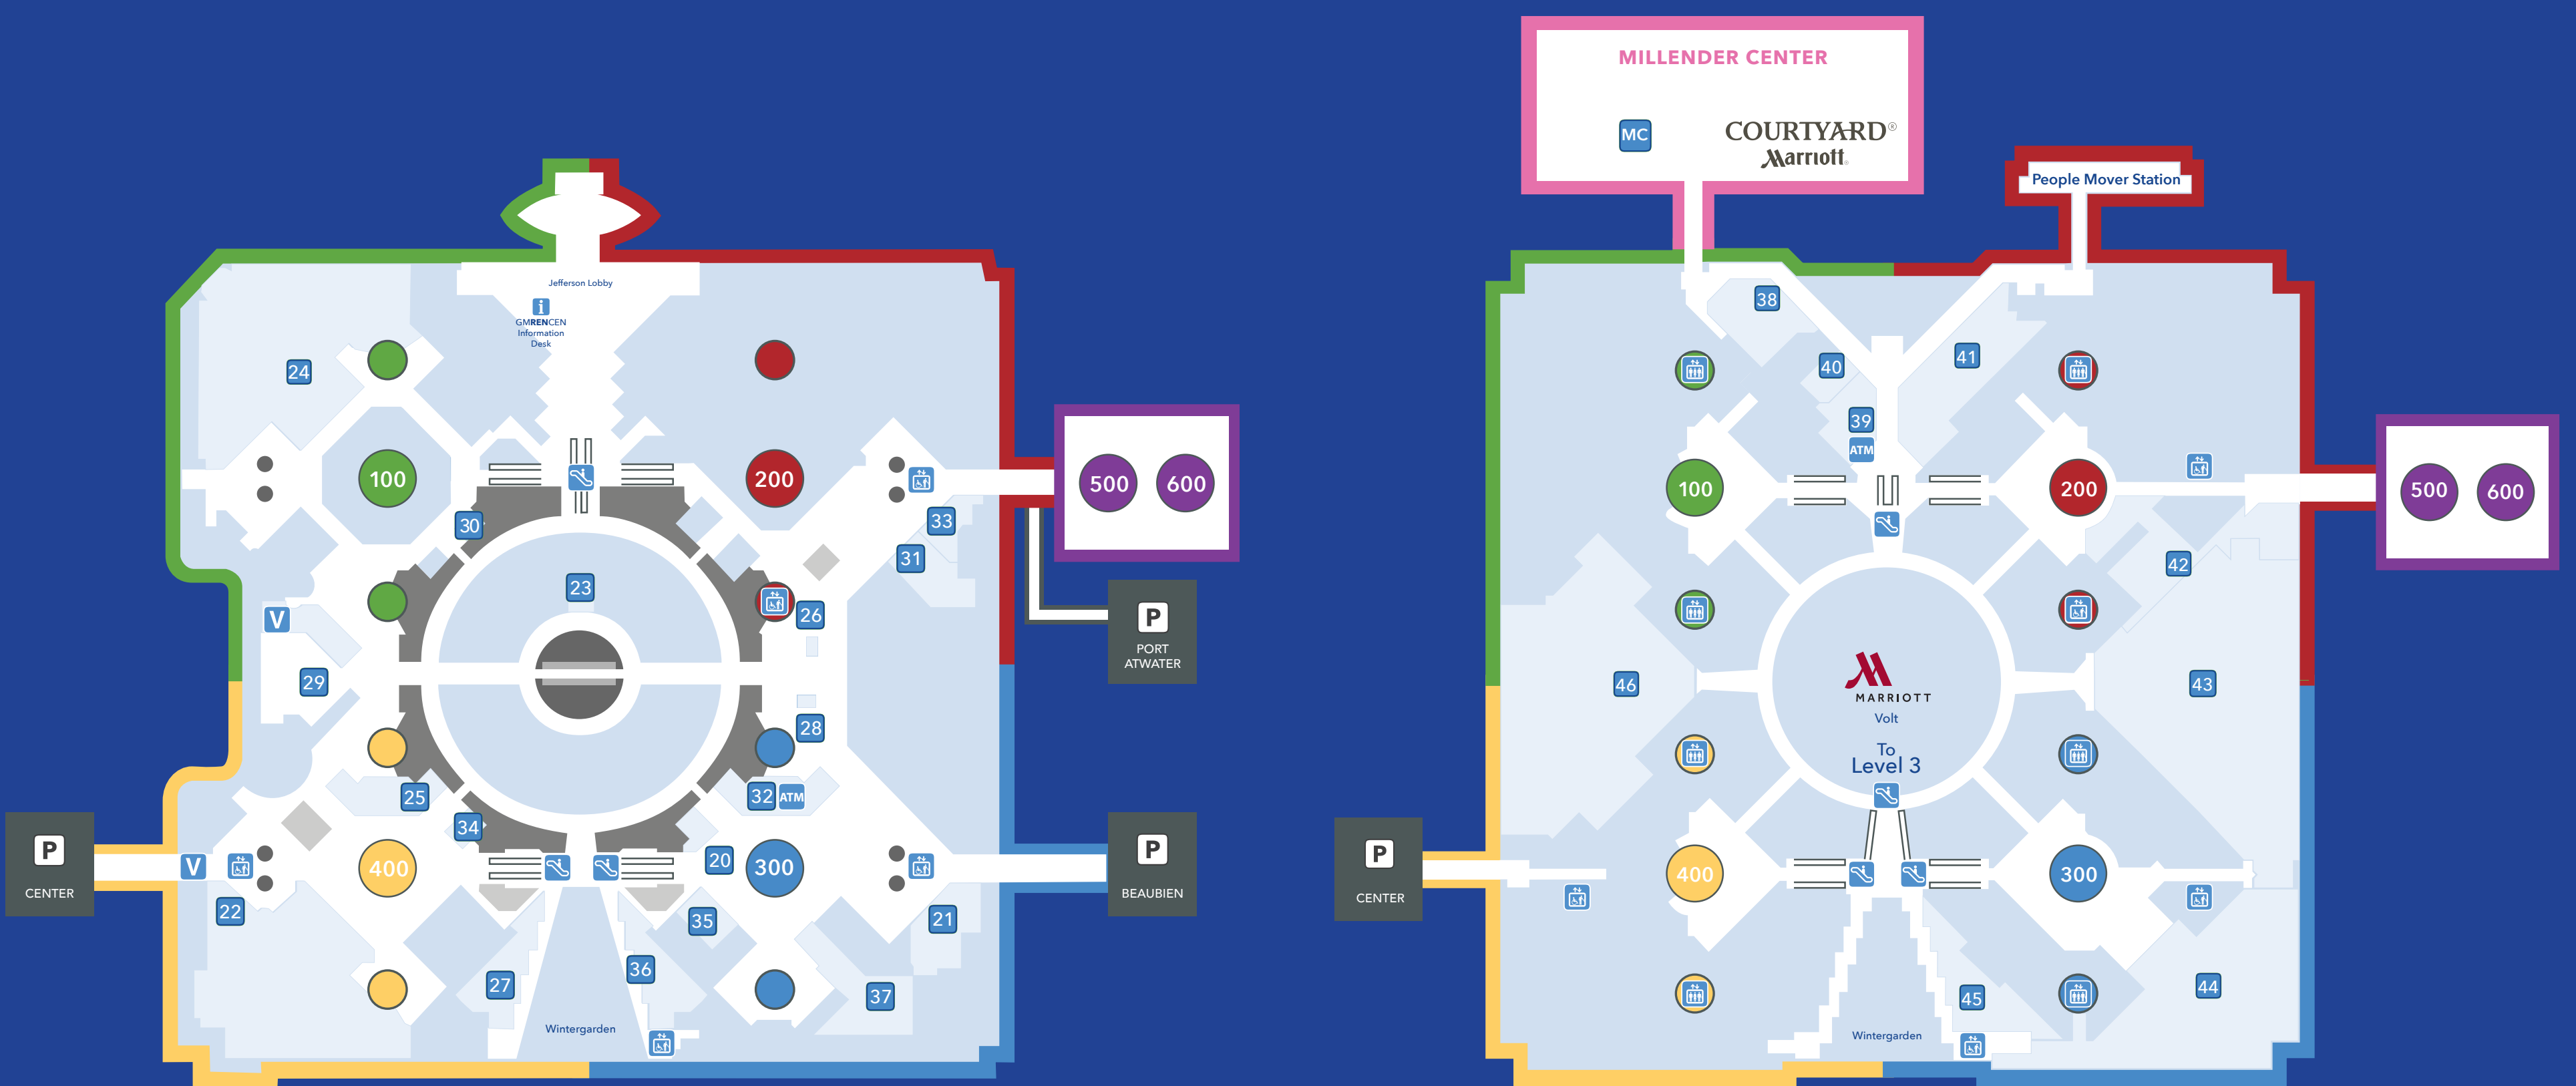 Jefferson Lobby
i
GMRENCEN
Information
Desk
24
100
200
30
33
31
500
600
23
26
V
P
PORT
ATWATER
29
28
25
32
ATM
34
P
CENTER
V
400
20
300
P
BEAUBIEN
22
35
21
27
36
37
Wintergarden
MILLENDER CENTER
MC
COURTYARD®
Marriott®
People Mover Station
38
40
41
39
ATM
100
200
500
600
42
46
43
MARRIOTT
Volt
To
Level 3
P
CENTER
400
300
45
44
Wintergarden